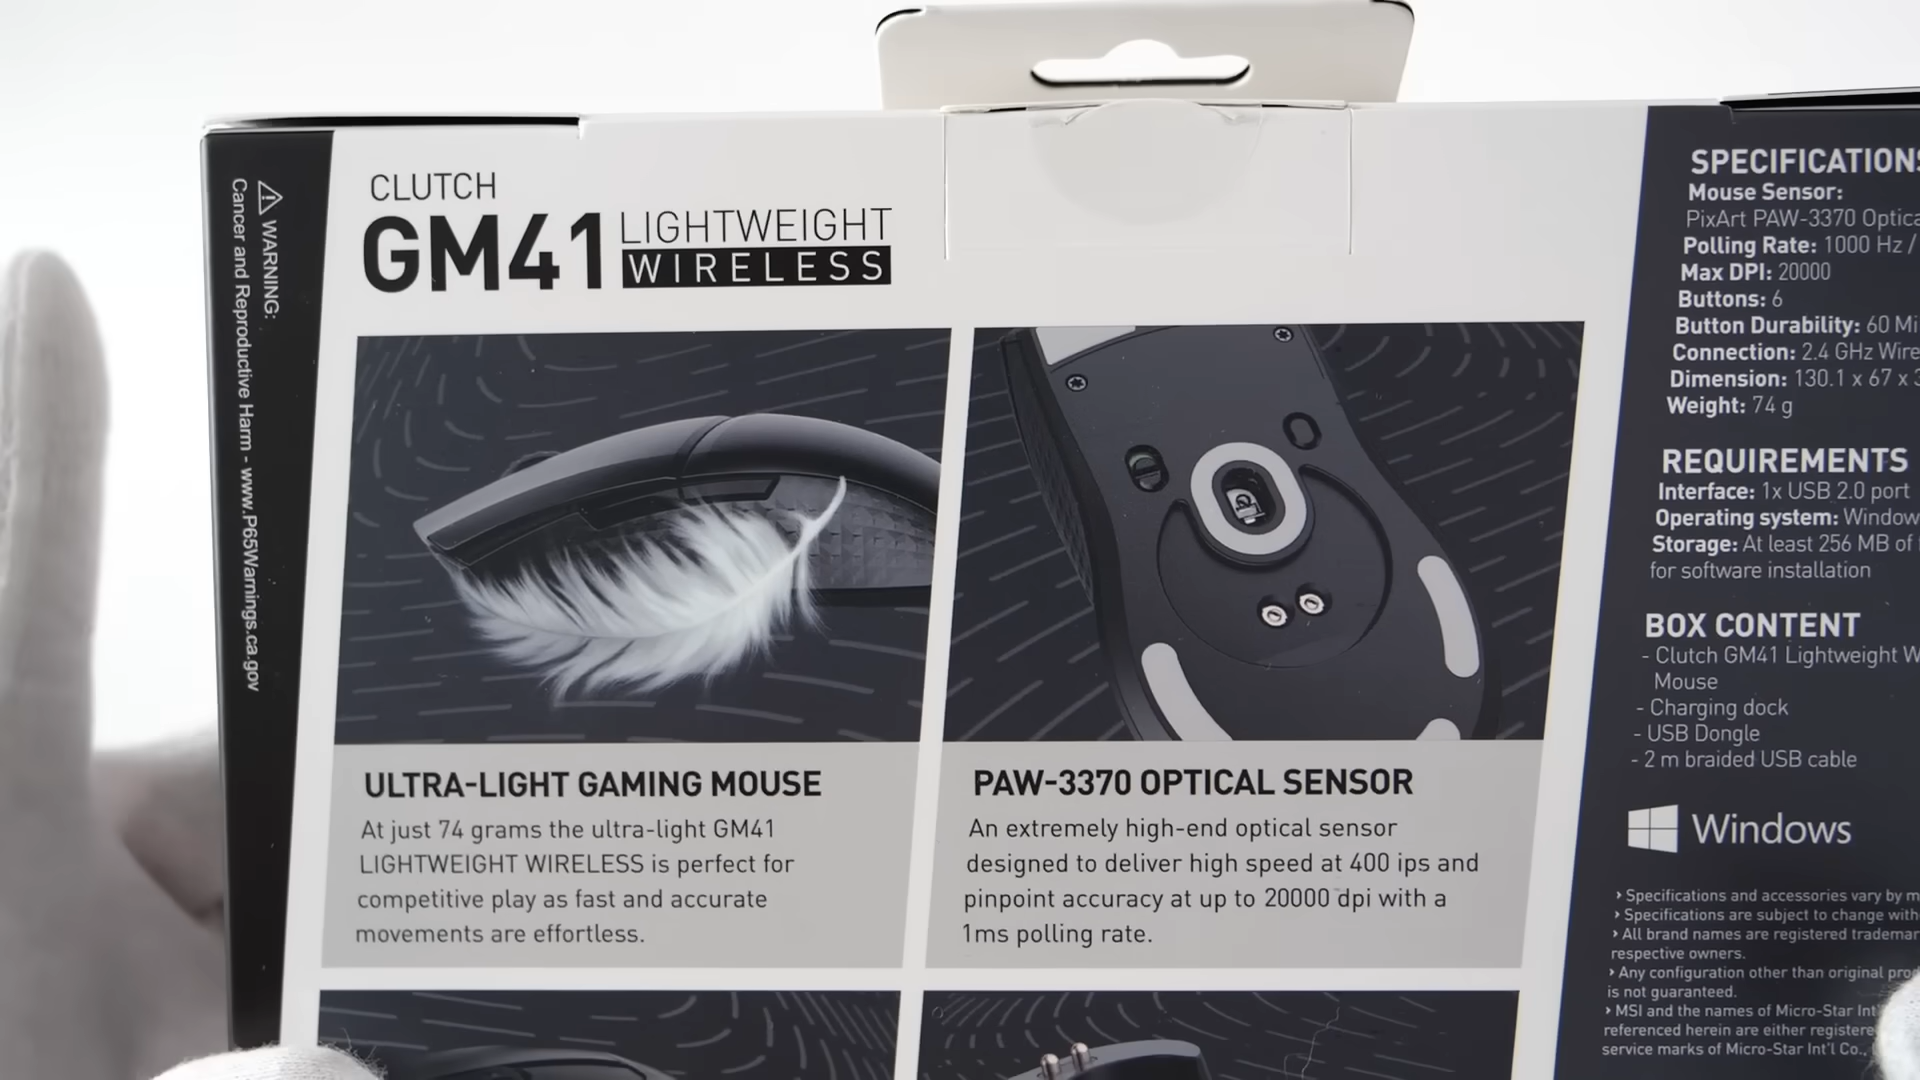 WARNING:
Cancer and Reproductive Harm - www.P65Warnings.ca.gov
CLUTCH
GM41 LIGHTWEIGHT
WIRELESS
ULTRA-LIGHT GAMING MOUSE
At just 74 grams the ultra-light GM41
LIGHTWEIGHT WIRELESS is perfect for
competitive play as fast and accurate
movements are effortless.
PAW-3370 OPTICAL SENSOR
An extremely high-end optical sensor
designed to deliver high speed at 400 ips and
pinpoint accuracy at up to 20000 dpi with a
1ms polling rate.
SPECIFICATIONS
Mouse Sensor:
PixArt PAW-3370 Optica
Polling Rate: 1000 Hz /
Max DPI: 20000
Buttons: 6
Button Durability: 60 Mi
Connection: 2.4 GHz Wire
Dimension: 130.1 x 67 x 3
Weight: 74 g
REQUIREMENTS
Interface: 1x USB 2.0 port
Operating system: Window
Storage: At least 256 MB of
for software installation
BOX CONTENT
- Clutch GM41 Lightweight W
Mouse
- Charging dock
- USB Dongle
- 2 m braided USB cable
Windows
› Specifications and accessories vary by m
› Specifications are subject to change with
› All brand names are registered trademar
respective owners.
› Any configuration other than original pro
is not guaranteed.
› MSI and the names of Micro-Star Int'
referenced herein are either registere
service marks of Micro-Star Int'l Co.,